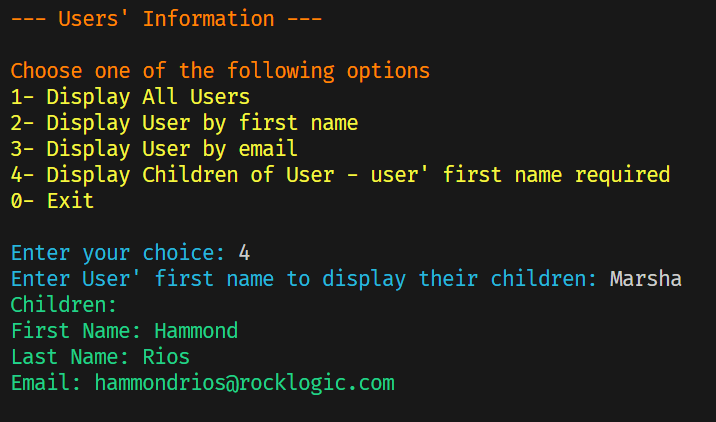 --- Users' Information ---
Choose one of the following options
1- Display All Users
2- Display User by first name
3- Display User by email
4- Display Children of User - user' first name required
0- Exit
Enter your choice: 4
Enter User' first name to display their children: Marsha
Children:
First Name: Hammond
Last Name: Rios
Email: hammondrios@rocklogic.com